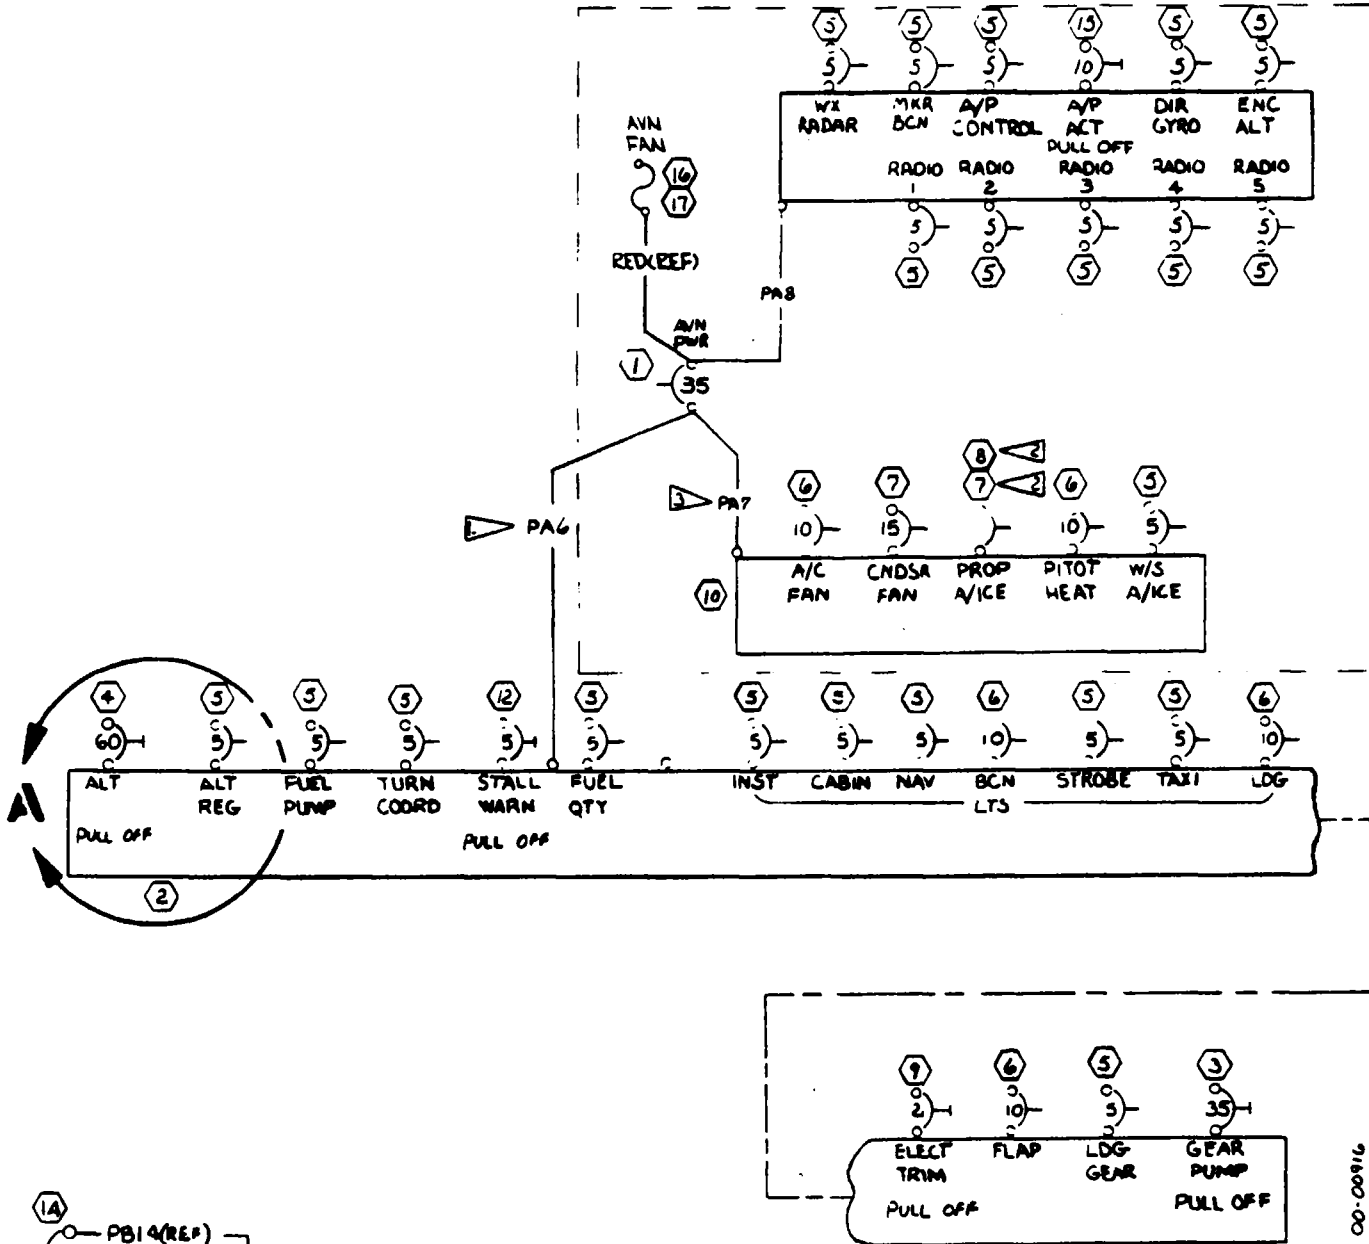 5 5 5 15 5 5
5 5 5 10 5 5
WX MKR A/P A/P DIR ENC
RADAR BCN CONTROL ACT GYRO ALT
PULL OFF
RADIO RADIO RADIO RADIO RADIO
1 2 3 4 5
5 5 5 5 5
5 5 5 5 5
AVN
FAN
16
17
RED(REF)
PA8
AVN
PWR
1
35
8 2
6 7 7 2 6 5
3 PA7
10 15 10 5
1 PA6
A/C CNDSR PROP PITOT W/S
FAN FAN A/ICE HEAT A/ICE
10
4 5 5 5 12 5 5 5 5 6 5 5 6
60 5 5 5 5 5 5 5 5 10 5 5 10
ALT ALT FUEL TURN STALL FUEL INST CABIN NAV BCN STROBE TAXI LDG
REG PUMP COORD WARN QTY LTS
A
PULL OFF PULL OFF
2
9 6 5 3
2 10 5 35
ELECT FLAP LDG GEAR
TRIM GEAR PUMP
PULL OFF PULL OFF
00-00916
1A
PB14(REF)